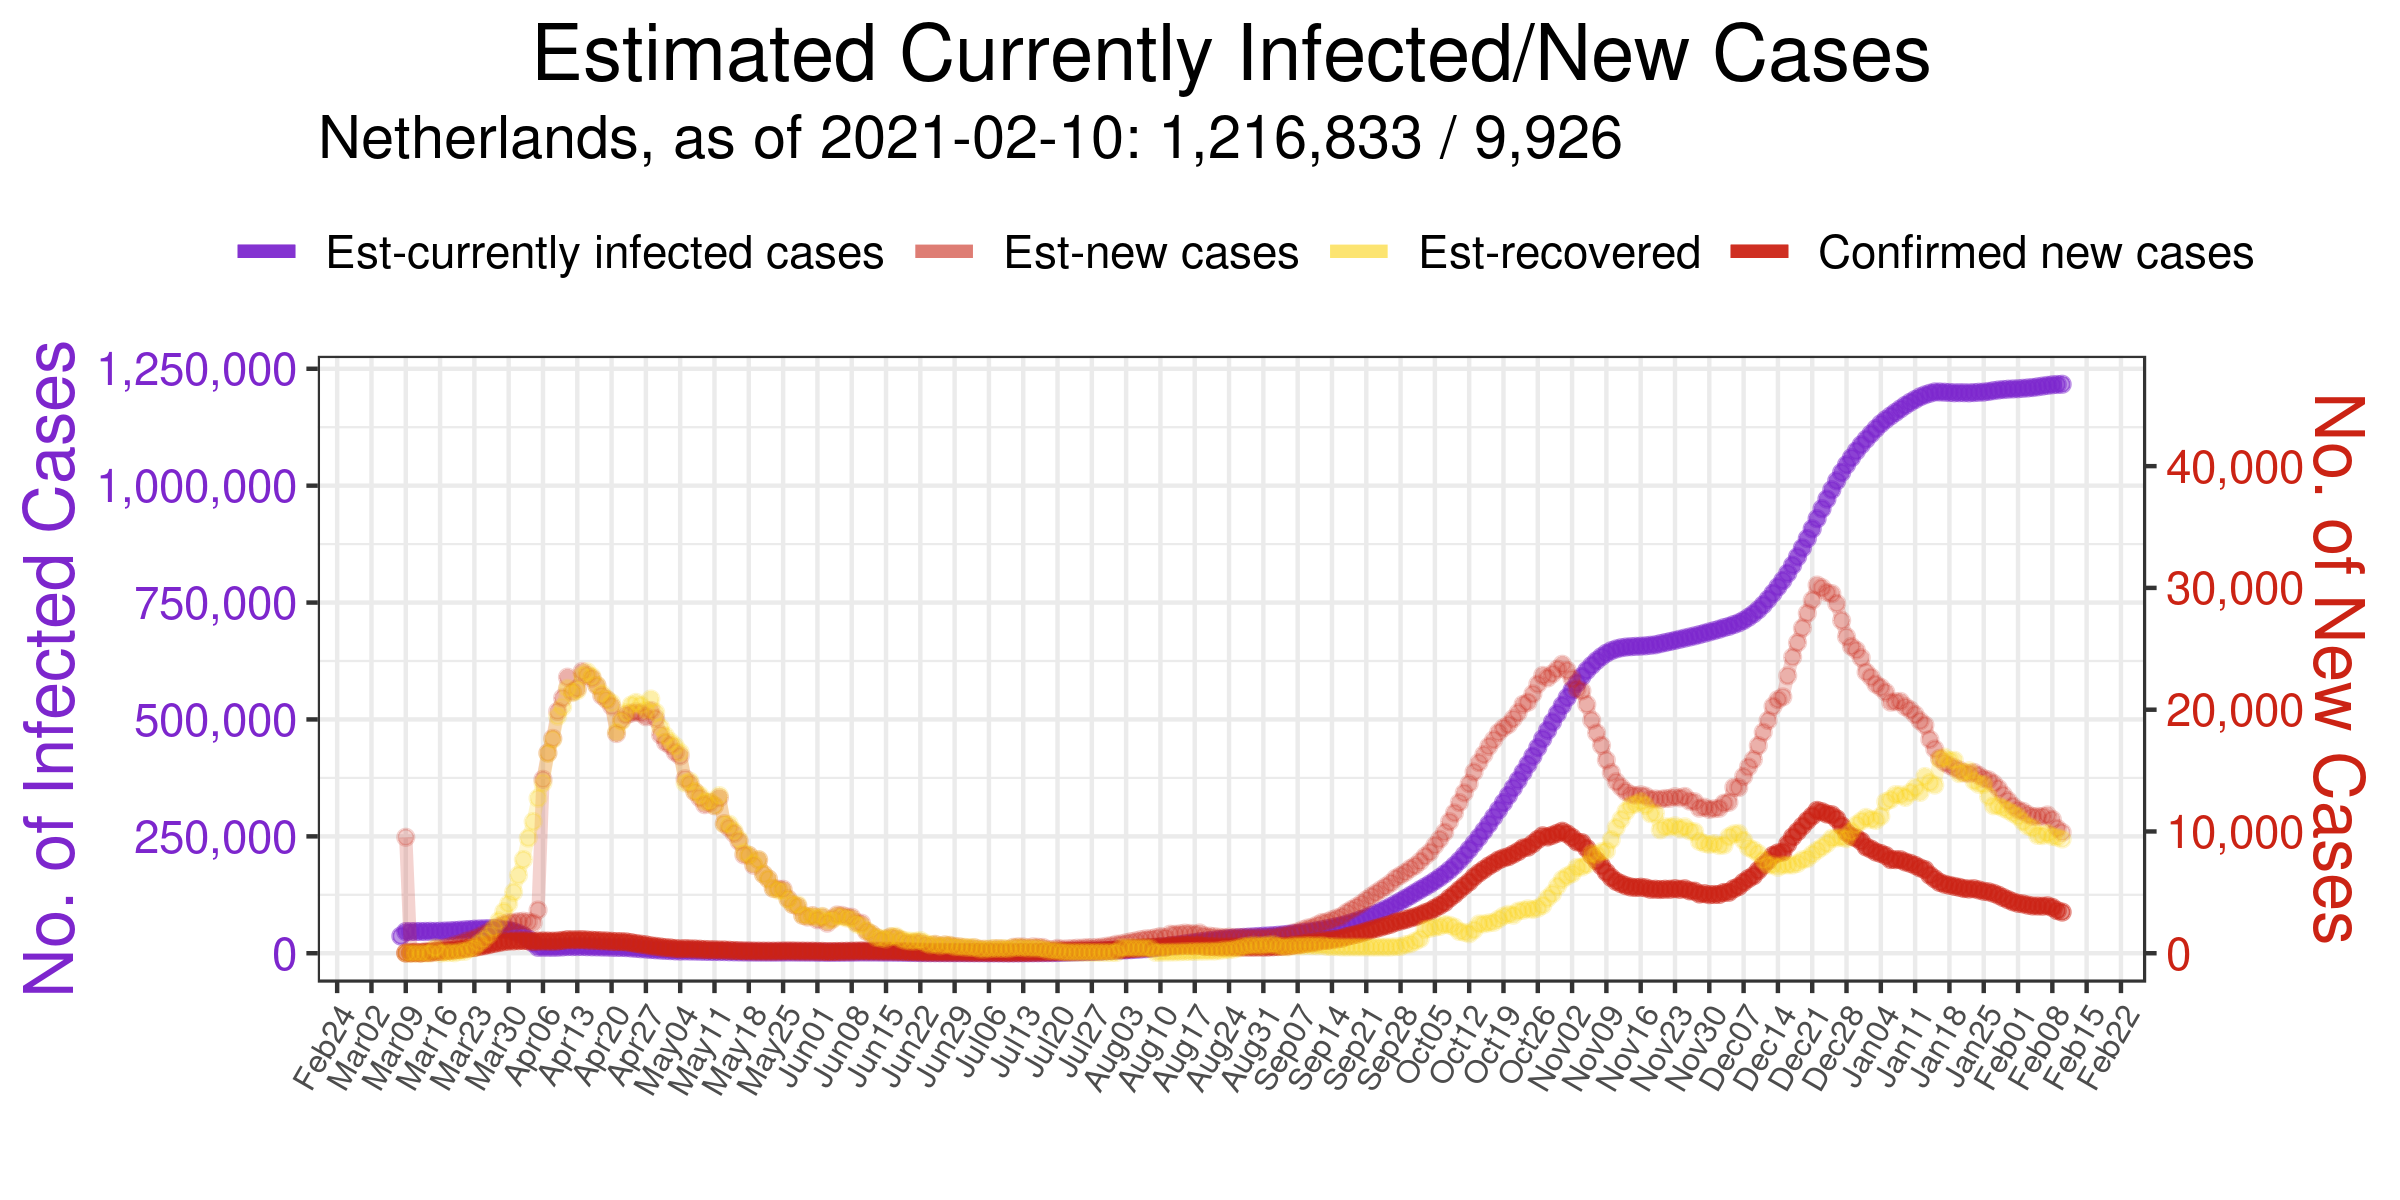 Estimated Currently Infected/New Cases
Netherlands, as of 2021-02-10: 1,216,833 / 9,926
Est-currently infected cases
Est-new cases
Est-recovered
Confirmed new cases
No. of Infected Cases
1,250,000
1,000,000
750,000
500,000
250,000
0
40,000
30,000
20,000
10,000
0
No. of New Cases
Feb24
Mar02
Mar09
Mar16
Mar23
Mar30
Apr06
Apr13
Apr20
Apr27
May04
May11
May18
May25
Jun01
Jun08
Jun15
Jun22
Jun29
Jul06
Jul13
Jul20
Jul27
Aug03
Aug10
Aug17
Aug24
Aug31
Sep07
Sep14
Sep21
Sep28
Oct05
Oct12
Oct19
Oct26
Nov02
Nov09
Nov16
Nov23
Nov30
Dec07
Dec14
Dec21
Dec28
Jan04
Jan11
Jan18
Jan25
Feb01
Feb08
Feb15
Feb22